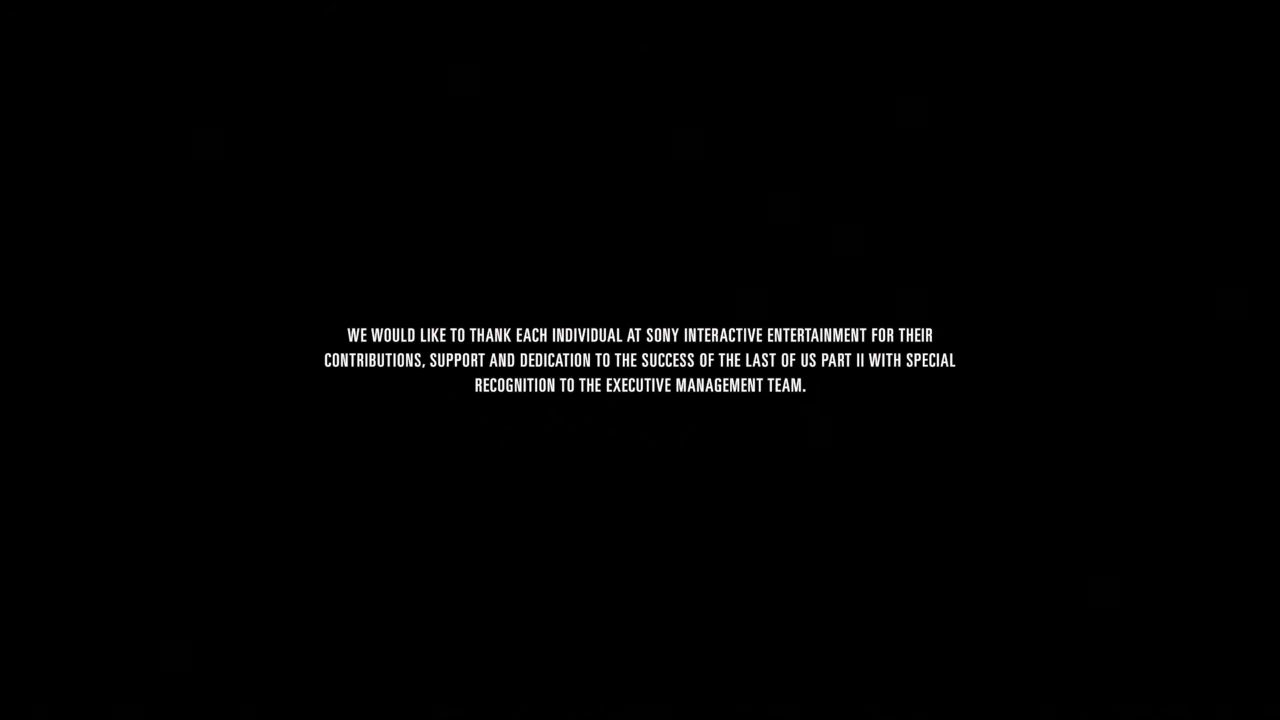 WE WOULD LIKE TO THANK EACH INDIVIDUAL AT SONY INTERACTIVE ENTERTAINMENT FOR THEIR
CONTRIBUTIONS, SUPPORT AND DEDICATION TO THE SUCCESS OF THE LAST OF US PART II WITH SPECIAL
RECOGNITION TO THE EXECUTIVE MANAGEMENT TEAM.